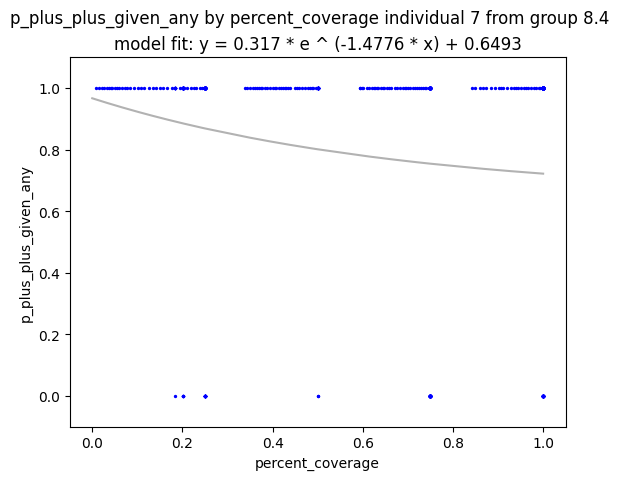 p_plus_plus_given_any by percent_coverage individual 7 from group 8.4
model fit: y = 0.317 * e ^ (-1.4776 * x) + 0.6493
p_plus_plus_given_any
1.0
0.8
0.6
0.4
0.2
0.0
0.0 0.2 0.4 0.6 0.8 1.0
percent_coverage